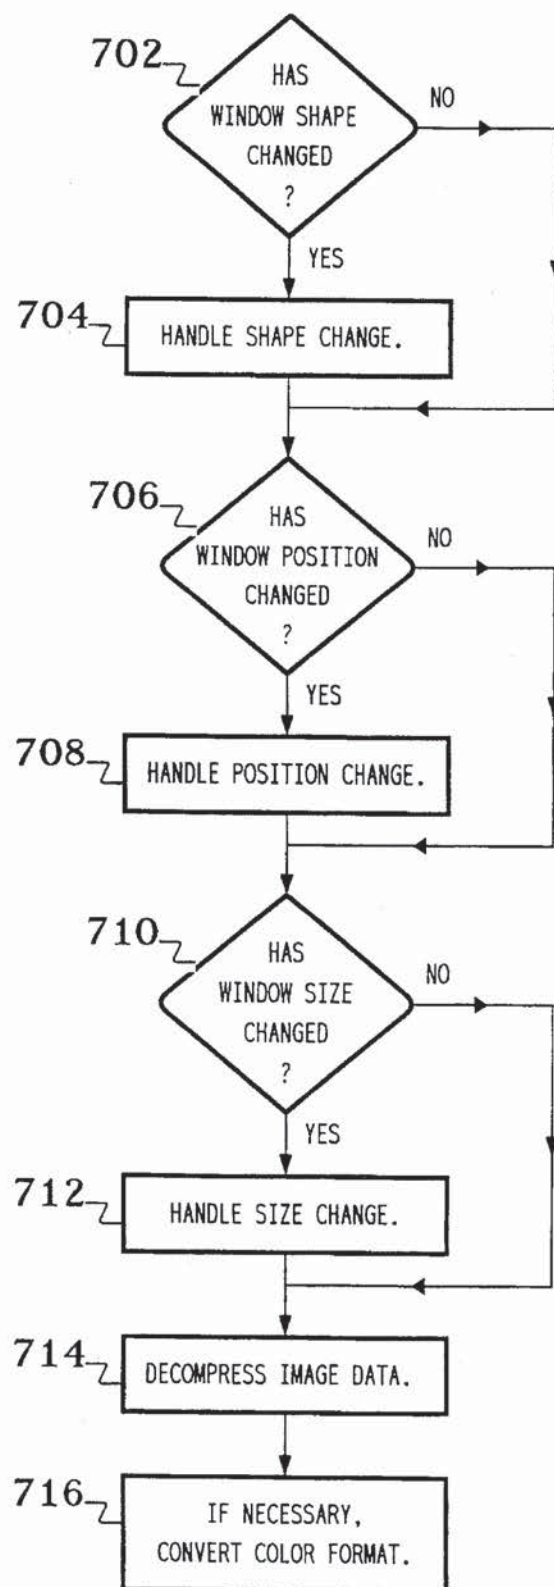 702
HAS
WINDOW SHAPE
CHANGED
?
NO
YES
704
HANDLE SHAPE CHANGE.
706
HAS
WINDOW POSITION
CHANGED
?
NO
YES
708
HANDLE POSITION CHANGE.
710
HAS
WINDOW SIZE
CHANGED
?
NO
YES
712
HANDLE SIZE CHANGE.
714
DECOMPRESS IMAGE DATA.
716
IF NECESSARY,
CONVERT COLOR FORMAT.